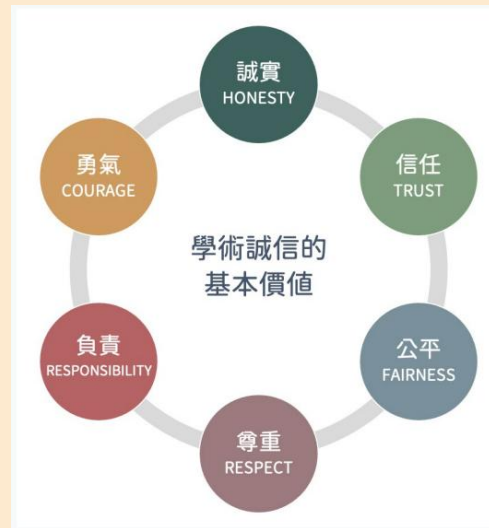 誠實
HONESTY
信任
TRUST
公平
FAIRNESS
尊重
RESPECT
負責
RESPONSIBILITY
勇氣
COURAGE
學術誠信的
基本價值